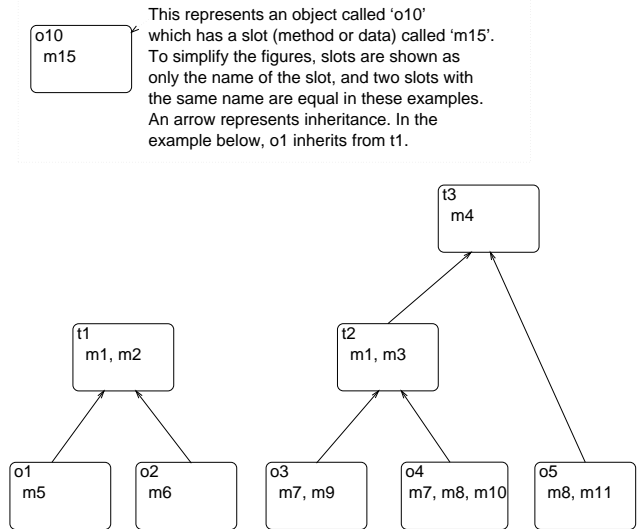 This represents an object called ‘o10’
which has a slot (method or data) called ‘m15’.
To simplify the figures, slots are shown as
only the name of the slot, and two slots with
the same name are equal in these examples.
An arrow represents inheritance. In the
example below, o1 inherits from t1.
o10
m15
t3
m4
t1
m1, m2
t2
m1, m3
o1
m5
o2
m6
o3
m7, m9
o4
m7, m8, m10
o5
m8, m11